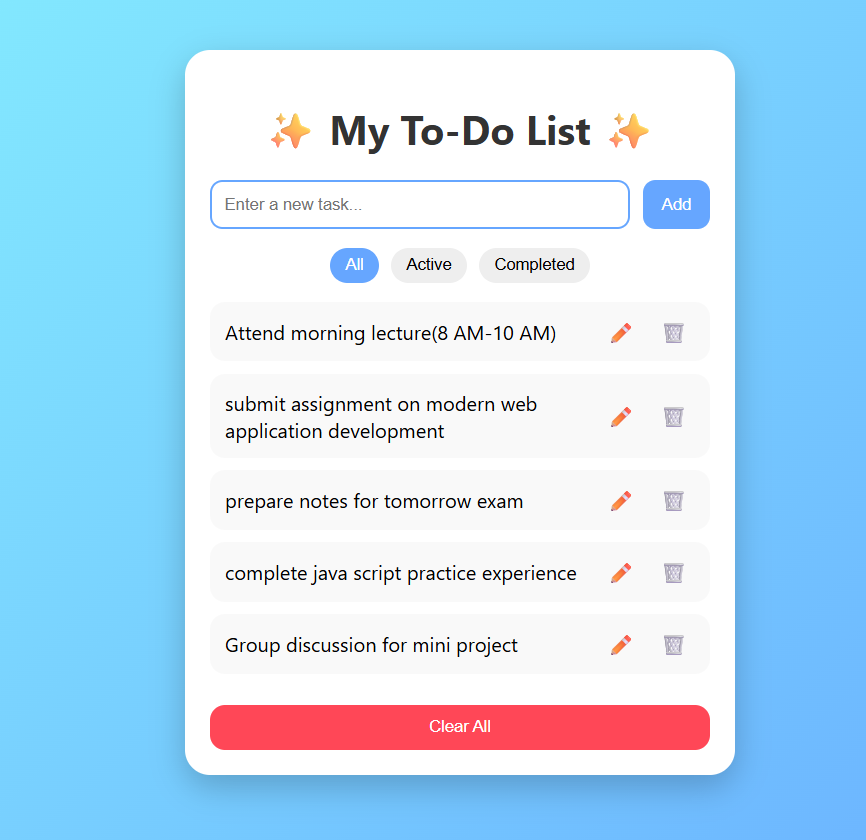 ✨ My To-Do List ✨
Enter a new task...
Add
All
Active
Completed
Attend morning lecture(8 AM-10 AM)
submit assignment on modern web
application development
prepare notes for tomorrow exam
complete java script practice experience
Group discussion for mini project
Clear All